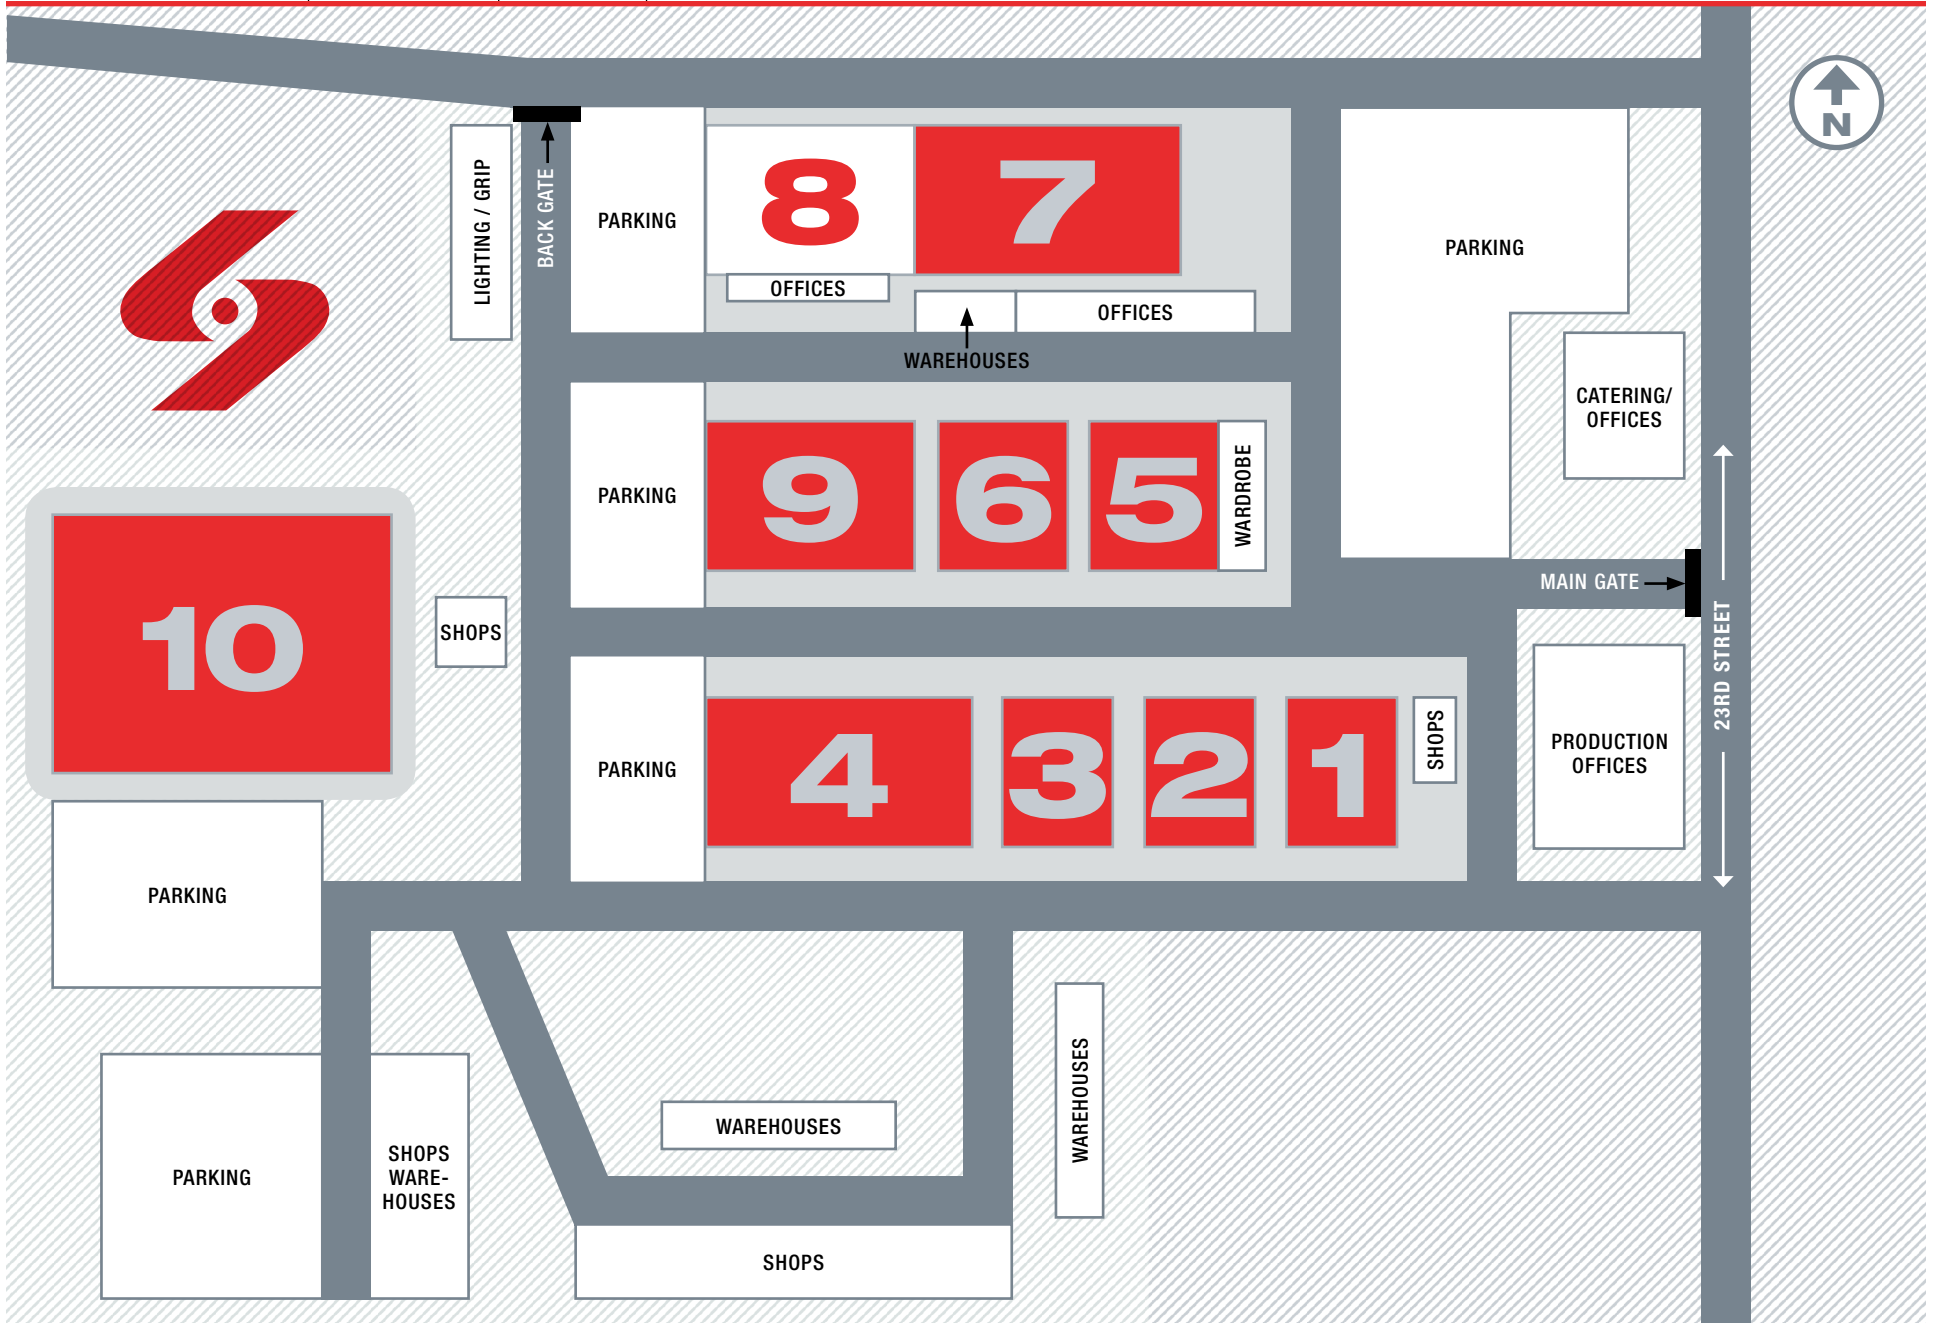 N
LIGHTING / GRIP
BACK GATE
PARKING
8
7
OFFICES
OFFICES
WAREHOUSES
PARKING
CATERING/
OFFICES
PARKING
9
6
5
WARDROBE
10
SHOPS
MAIN GATE
23RD STREET
PARKING
4
3
2
1
SHOPS
PRODUCTION
OFFICES
PARKING
WAREHOUSES
WAREHOUSES
PARKING
SHOPS
WARE-
HOUSES
SHOPS